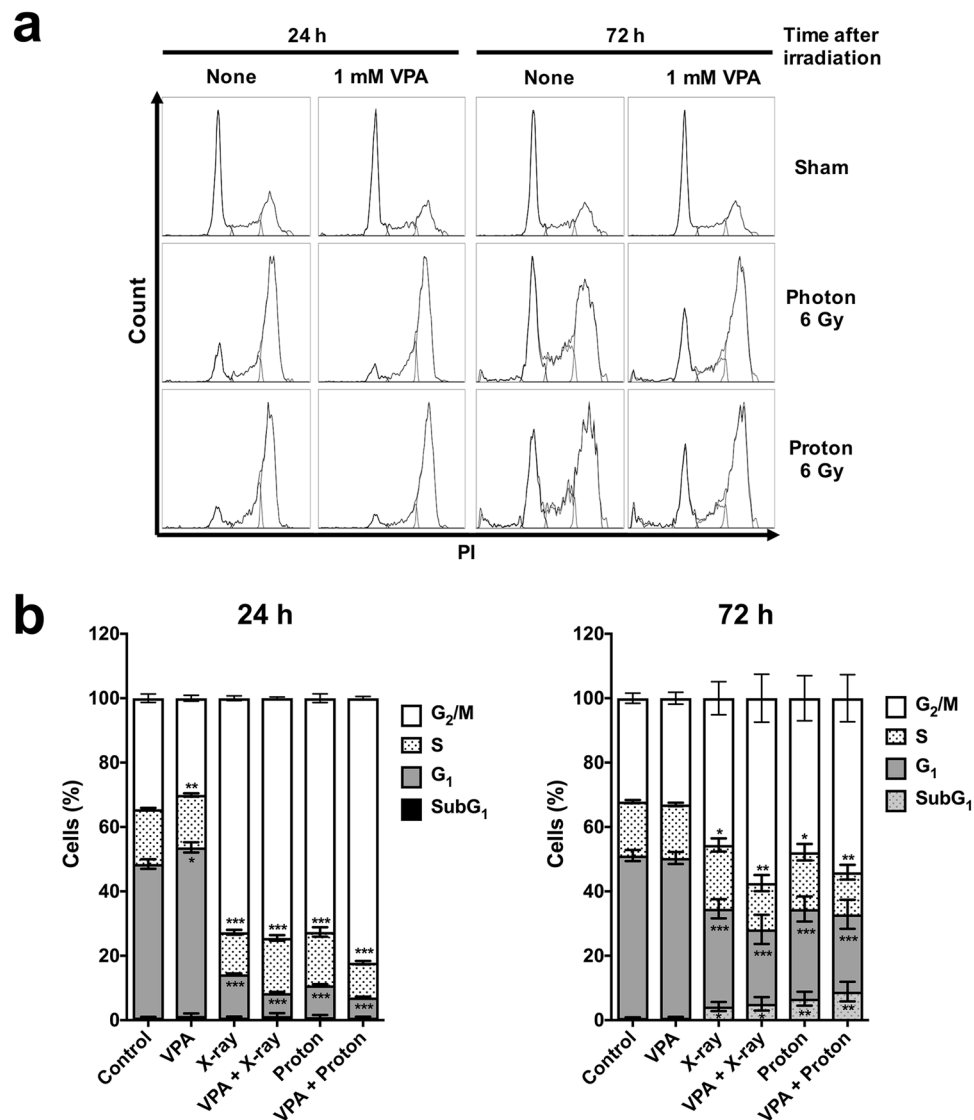 a
24 h
72 h
Time after
irradiation
None
1 mM VPA
None
1 mM VPA
Sham
Photon
6 Gy
Proton
6 Gy
Count
PI
b
24 h
Cells (%)
120
100
80
60
40
20
0
**
*
***
***
***
***
***
***
***
***
Control
VPA
X-ray
VPA + X-ray
Proton
VPA + Proton
G₂/M
S
G₁
SubG₁
72 h
Cells (%)
120
100
80
60
40
20
0
*
***
*
**
***
*
*
***
**
**
***
**
Control
VPA
X-ray
VPA + X-ray
Proton
VPA + Proton
G₂/M
S
G₁
SubG₁